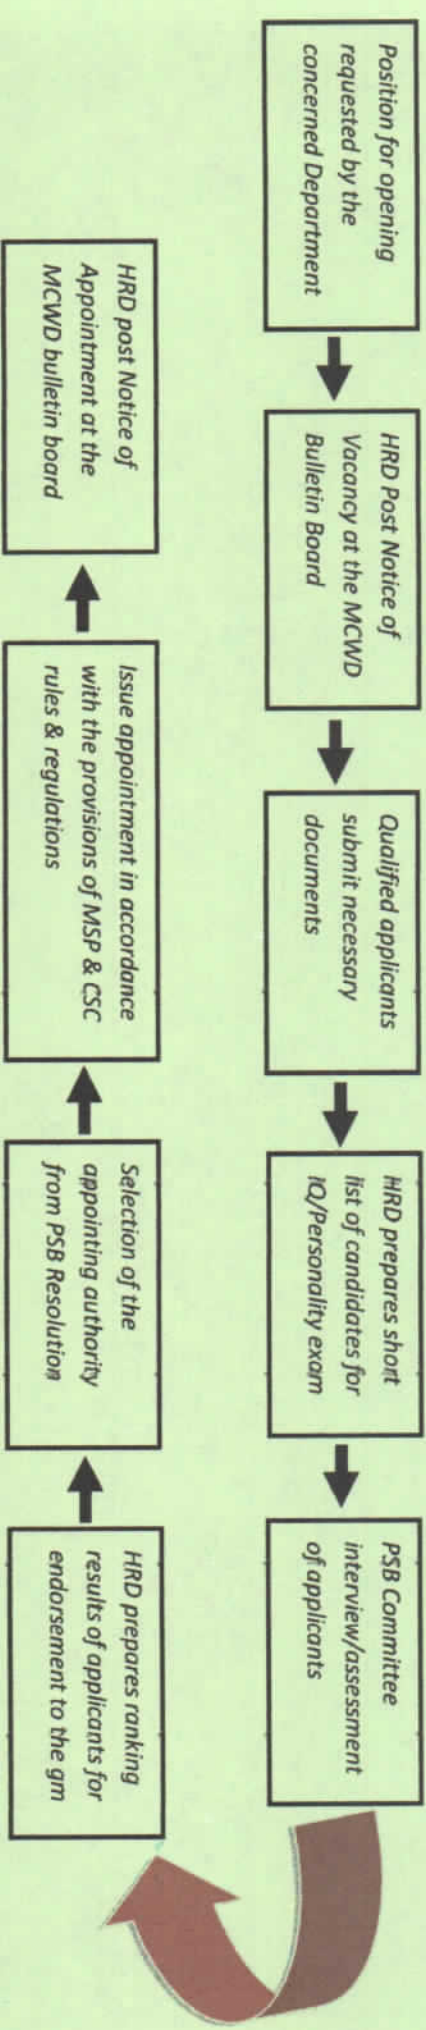 Position for opening
requested by the
concerned Department
HRD Post Notice of
Vacancy at the MCWD
Bulletin Board
Qualified applicants
submit necessary
documents
HRD prepares short
list of candidates for
IQ/Personality exam
PSB Committee
interview/assessment
of applicants
HRD prepares ranking
results of applicants for
endorsement to the gm
Selection of the
appointing authority
from PSB Resolution
Issue appointment in accordance
with the provisions of MSP & CSC
rules & regulations
HRD post Notice of
Appointment at the
MCWD bulletin board